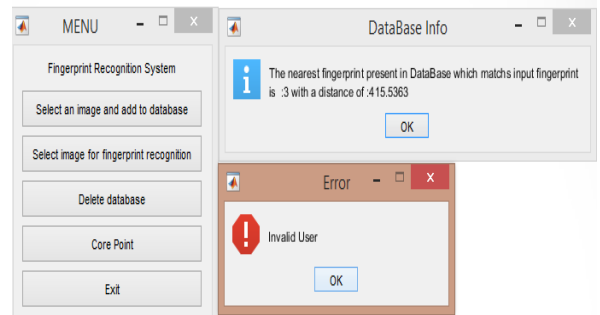 MENU
Fingerprint Recognition System
Select an image and add to database
Select image for fingerprint recognition
Delete database
Core Point
Exit
DataBase Info
The nearest fingerprint present in DataBase which matchs input fingerprint
is :3 with a distance of :415.5363
OK
Error
Invalid User
OK